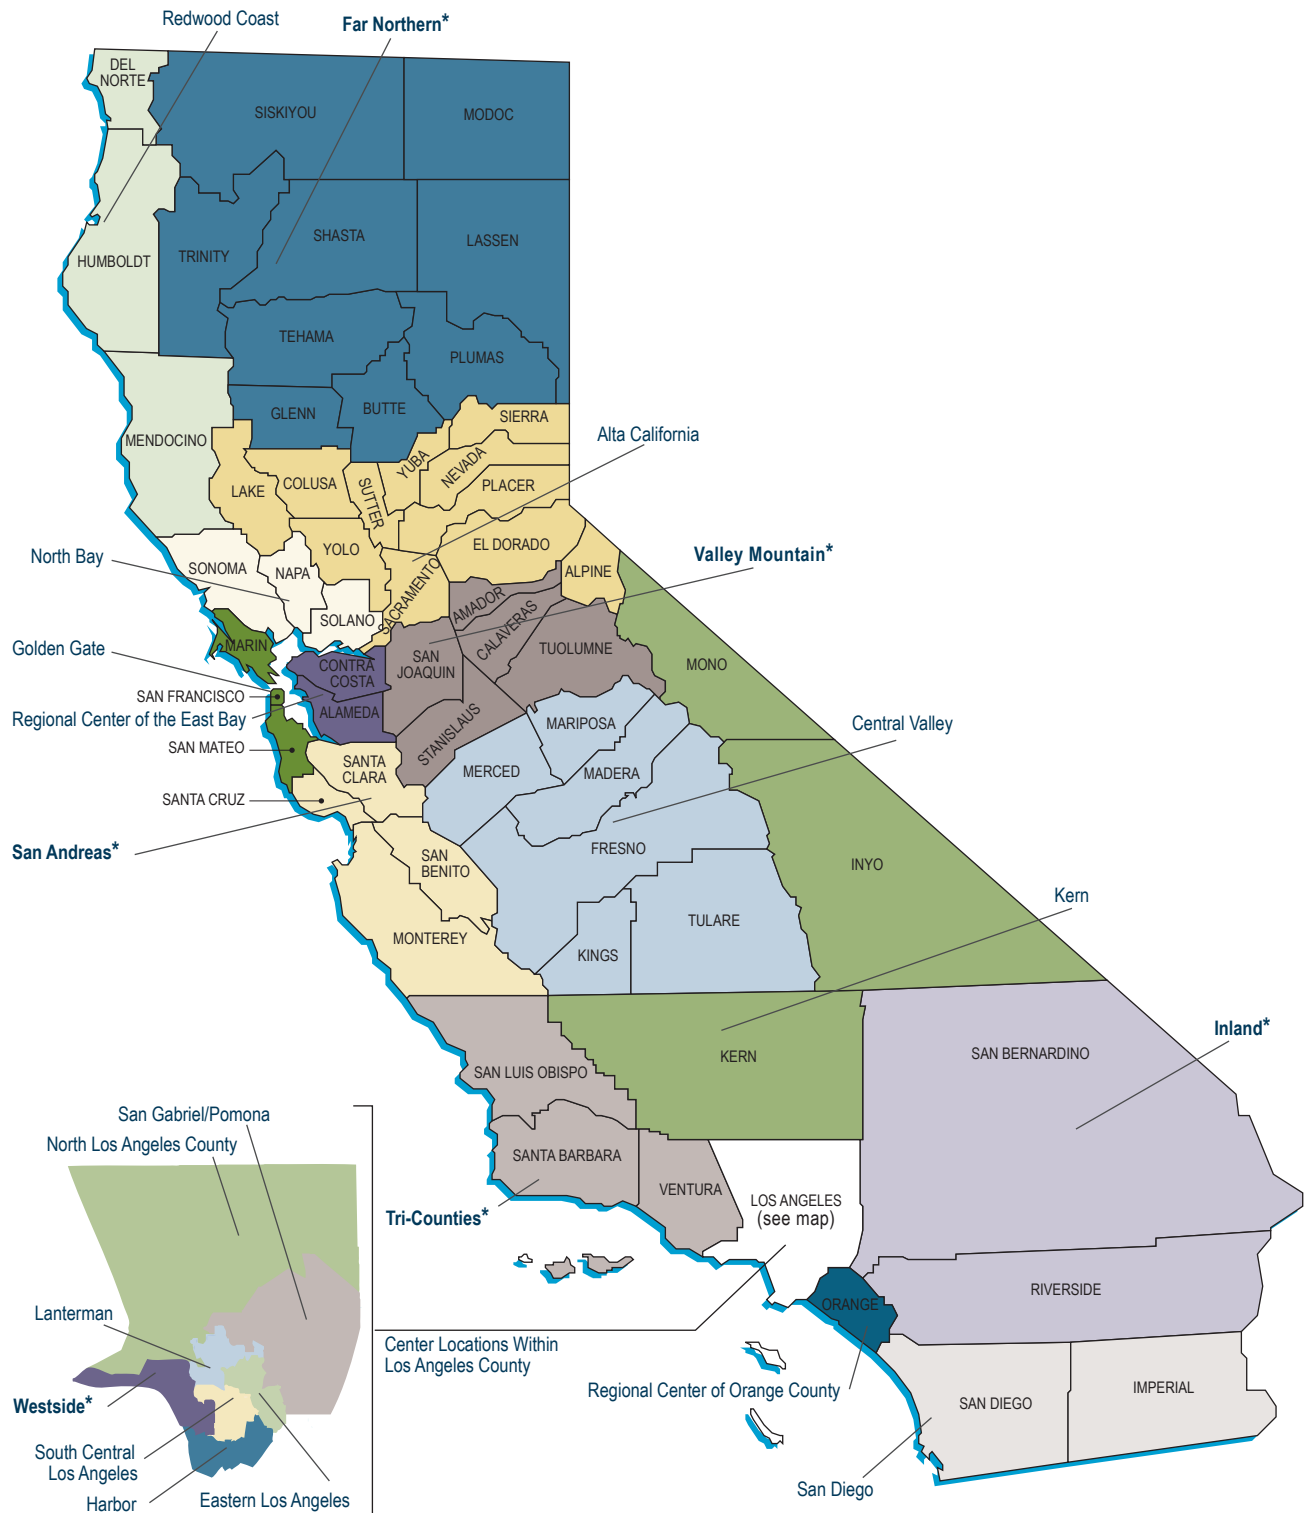 Redwood Coast
Far Northern*
DEL
NORTE
SISKIYOU
MODOC
SHASTA
LASSEN
TRINITY
HUMBOLDT
TEHAMA
PLUMAS
GLENN
BUTTE
SIERRA
MENDOCINO
Alta California
YUBA
NEVADA
LAKE
COLUSA
SUTTER
PLACER
North Bay
SONOMA
NAPA
YOLO
EL DORADO
Valley Mountain*
ALPINE
SACRAMENTO
SOLANO
AMADOR
CALAVERAS
Golden Gate
MARIN
CONTRA
COSTA
SAN
JOAQUIN
TUOLUMNE
MONO
SAN FRANCISCO
Regional Center of the East Bay
ALAMEDA
STANISLAUS
MARIPOSA
Central Valley
SAN MATEO
SANTA
CLARA
MERCED
MADERA
SANTA CRUZ
San Andreas*
SAN
BENITO
FRESNO
INYO
Kern
TULARE
MONTEREY
KINGS
Inland*
KERN
SAN BERNARDINO
SAN LUIS OBISPO
San Gabriel/Pomona
North Los Angeles County
SANTA BARBARA
VENTURA
LOS ANGELES
(see map)
Tri-Counties*
RIVERSIDE
ORANGE
Lanterman
Center Locations Within
Los Angeles County
Regional Center of Orange County
SAN DIEGO
IMPERIAL
Westside*
South Central
Los Angeles
San Diego
Harbor
Eastern Los Angeles